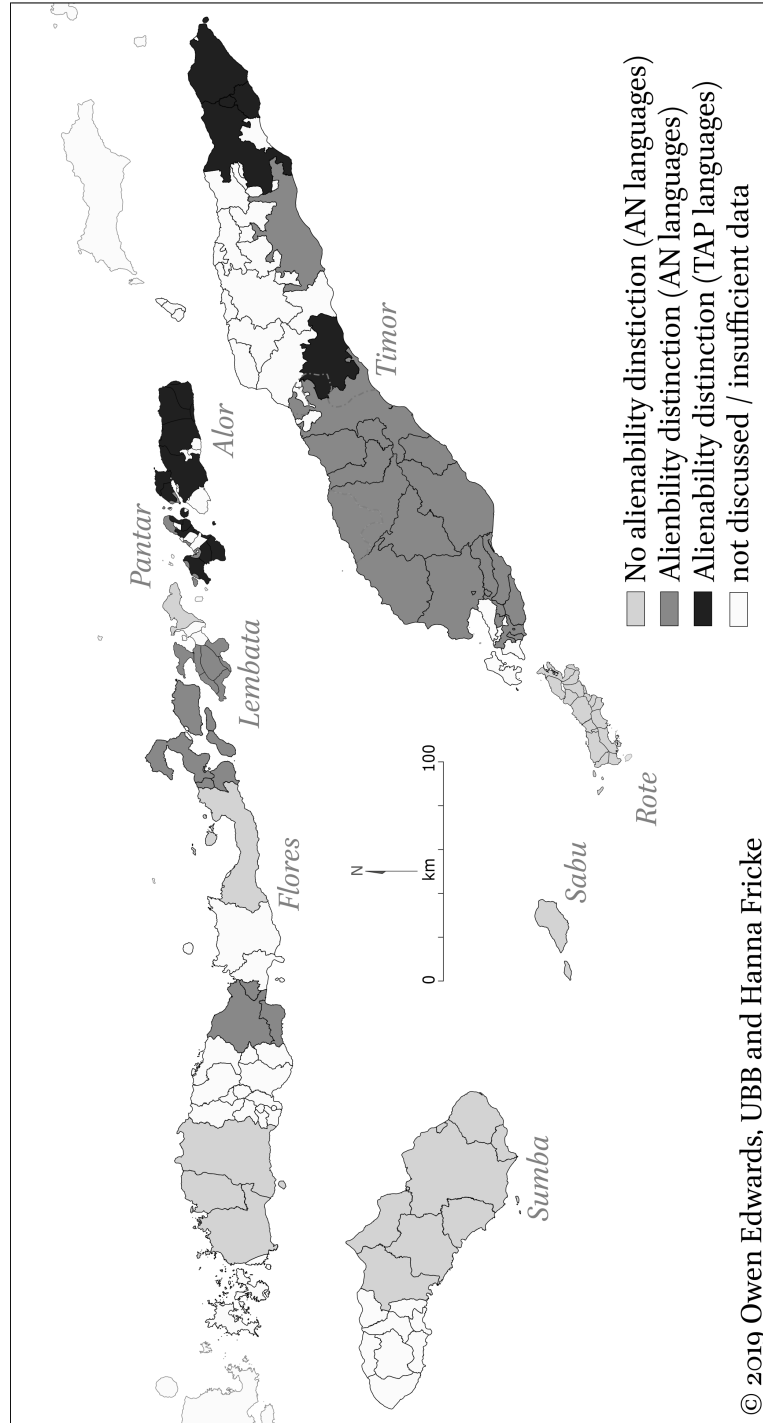 Pantar
Alor
Timor
Lembata
Flores
Rote
Sabu
Sumba
N
0 km 100
No alienability dinstiction (AN languages)
Alienbility distinction (AN languages)
Alienability distinction (TAP languages)
not discussed / insufficient data
© 2019 Owen Edwards, UBB and Hanna Fricke